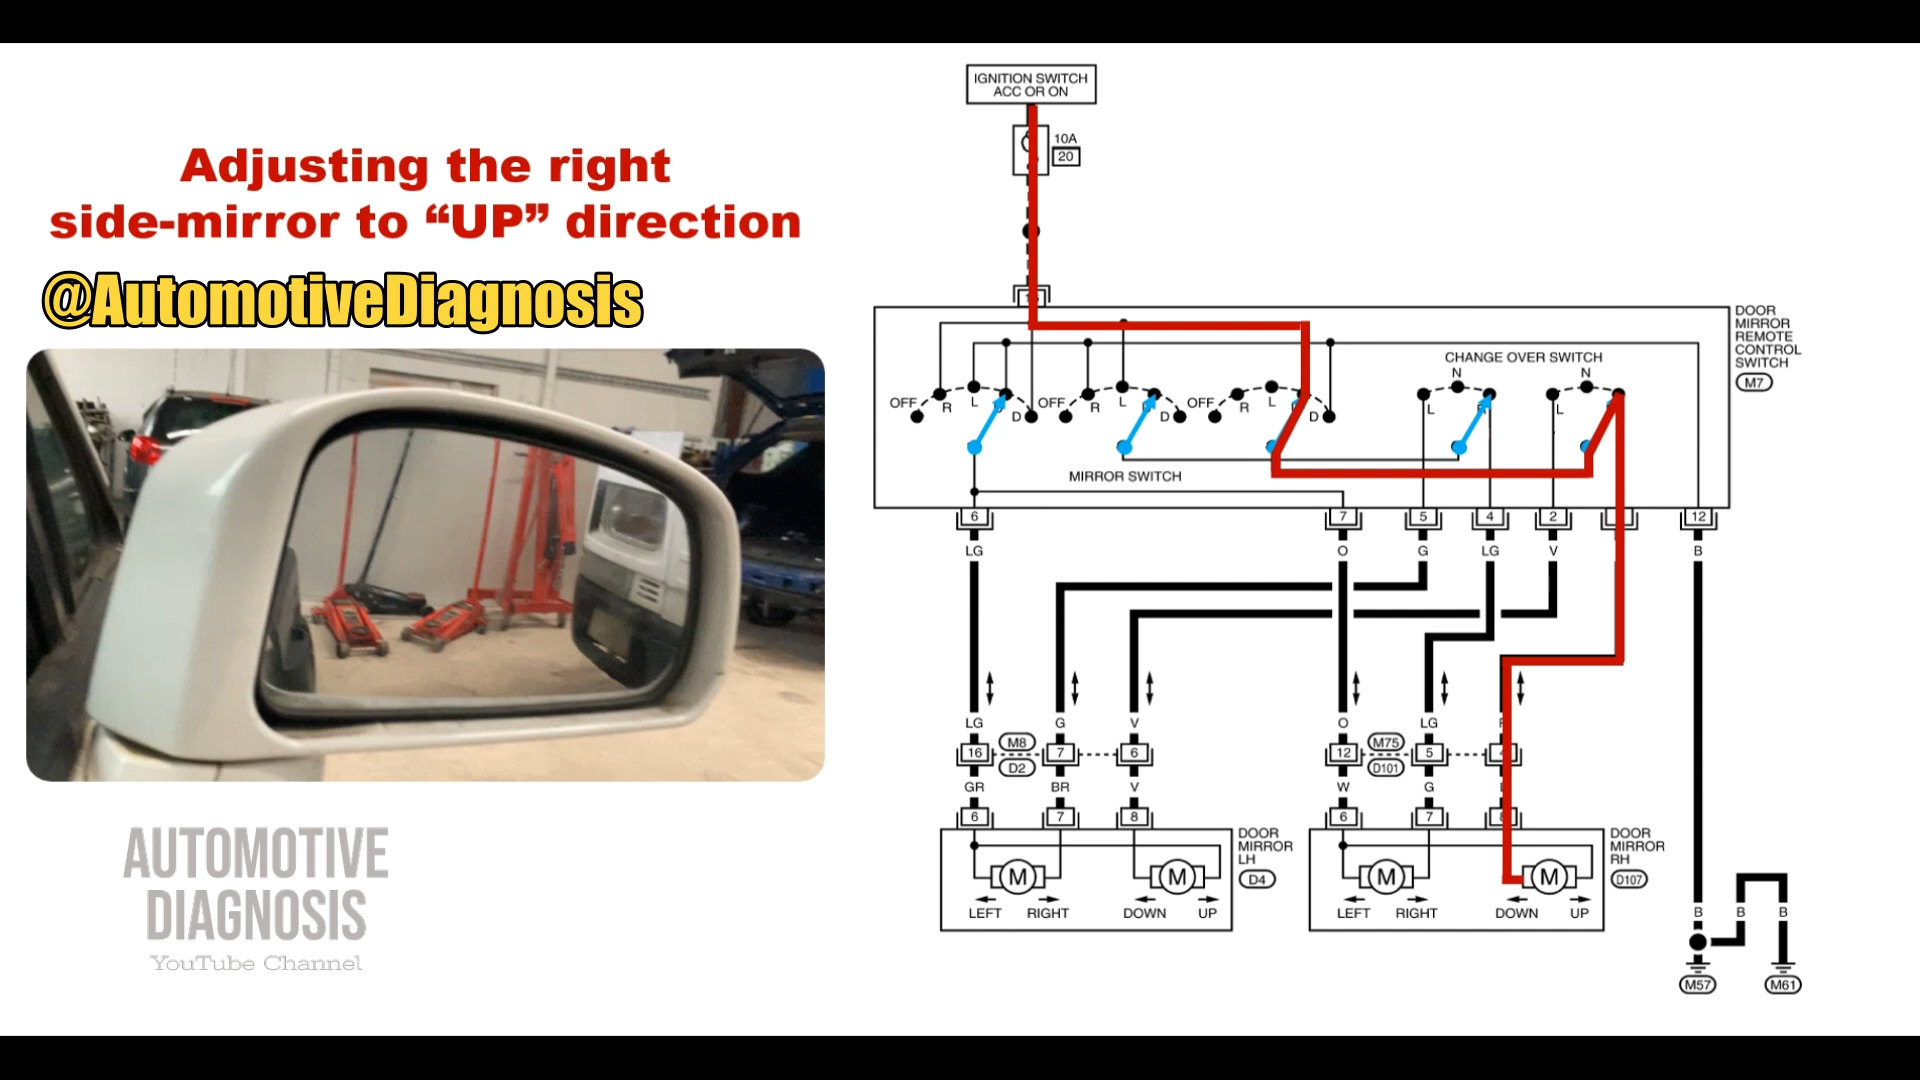 Adjusting the right
side-mirror to “UP” direction
@AutomotiveDiagnosis
AUTOMOTIVE
DIAGNOSIS
YouTube Channel
IGNITION SWITCH
ACC OR ON
10A
20
DOOR
MIRROR
REMOTE
CONTROL
SWITCH
M7
CHANGE OVER SWITCH
N N
OFF R L D OFF R L D OFF R L D L L
MIRROR SWITCH
6 7 5 4 2 12
LG O G LG V B
LG G V O LG
16 M8 7 6 12 M75 5
D2 D101
GR BR V W G
6 7 8 6 7 8
DOOR
MIRROR
LH
D4
DOOR
MIRROR
RH
D107
M M M M
LEFT RIGHT DOWN UP LEFT RIGHT DOWN UP
B B B
M57 M61